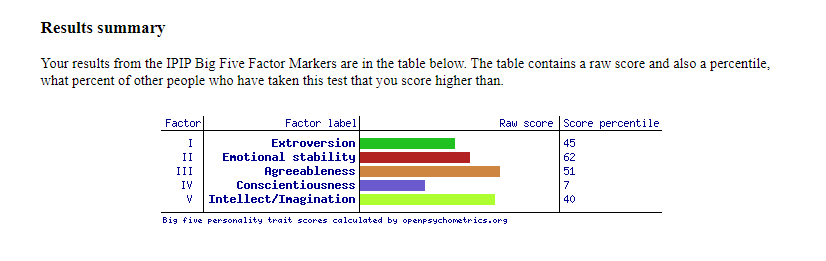 Results summary
Your results from the IPIP Big Five Factor Markers are in the table below. The table contains a raw score and also a percentile,
what percent of other people who have taken this test that you score higher than.
Factor Factor label Raw score Score percentile
I Extroversion 45
II Emotional stability 62
III Agreeableness 51
IV Conscientiousness 7
V Intellect/Imagination 40
Big five personality trait scores calculated by openpsychometrics.org